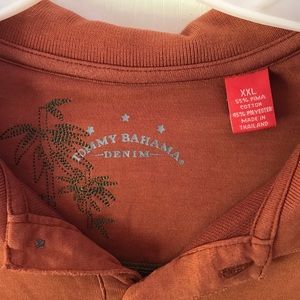 TOMMY BAHAMA®
DENIM
XXL
55% PIMA
COTTON
45% POLYESTER
MADE IN
THAILAND